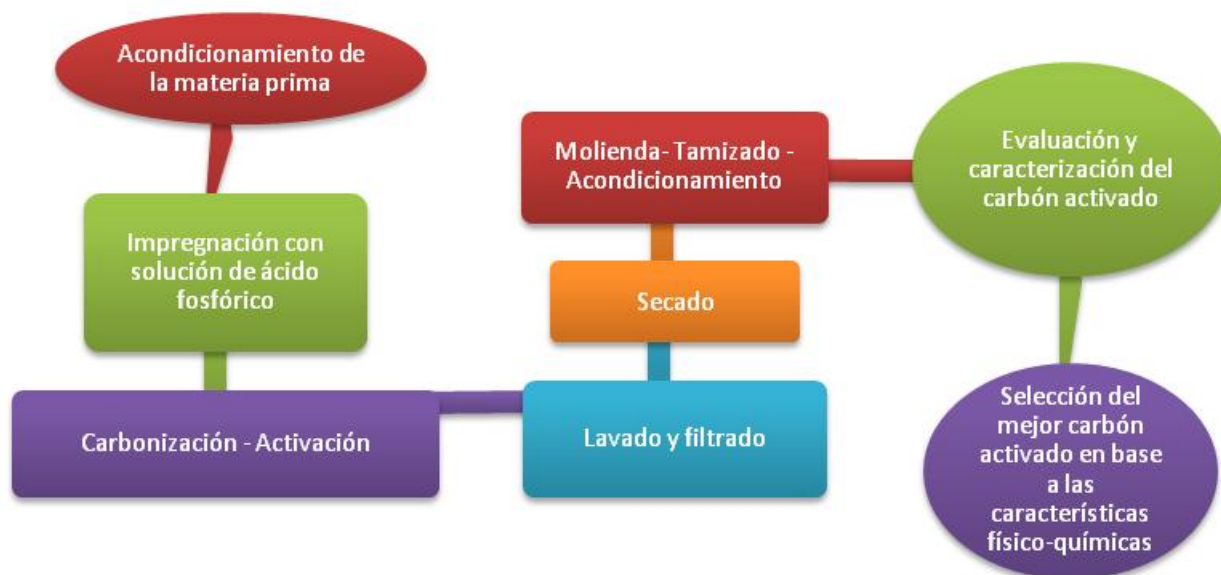 Acondicionamiento de
la materia prima
Impregnación con
solución de ácido
fosfórico
Carbonización - Activación
Lavado y filtrado
Secado
Molienda- Tamizado -
Acondicionamiento
Evaluación y
caracterización del
carbón activado
Selección del
mejor carbón
activado en base
a las
características
físico-químicas